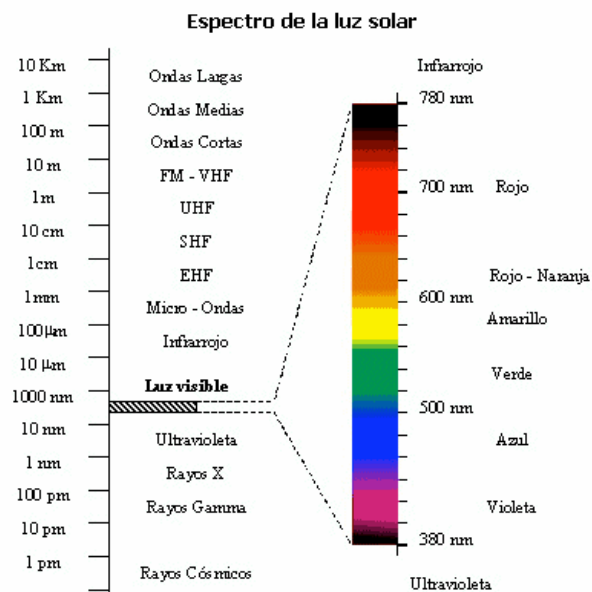 Espectro de la luz solar
10 Km
1 Km
100 m
10 m
1m
10 cm
1cm
1mm
100µm
10 µm
1000 nm
10 nm
1 nm
100 pm
10 pm
1 pm
Ondas Largas
Ondas Medias
Ondas Cortas
FM - VHF
UHF
SHF
EHF
Micro - Ondas
Infrarrojo
Luz visible
Ultravioleta
Rayos X
Rayos Gamma
Rayos Cósmicos
Infrarrojo
780 nm
700 nm
600 nm
500 nm
380 nm
Rojo
Rojo - Naranja
Amarillo
Verde
Azul
Violeta
Ultravioleta